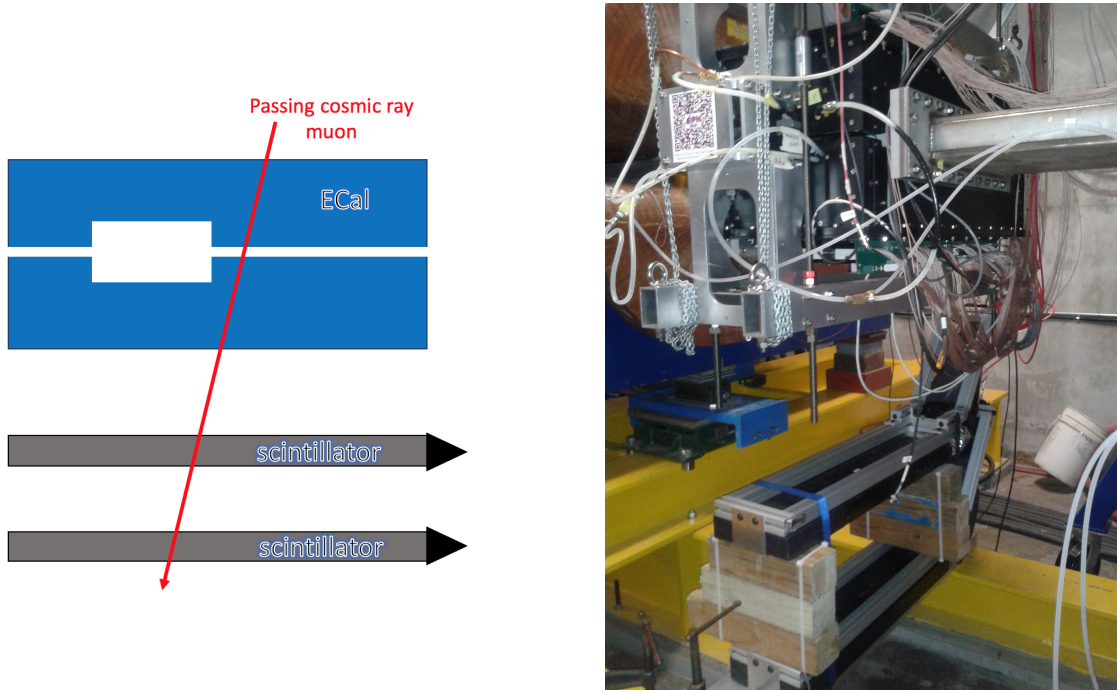 Passing cosmic ray
muon
ECal
scintillator
scintillator